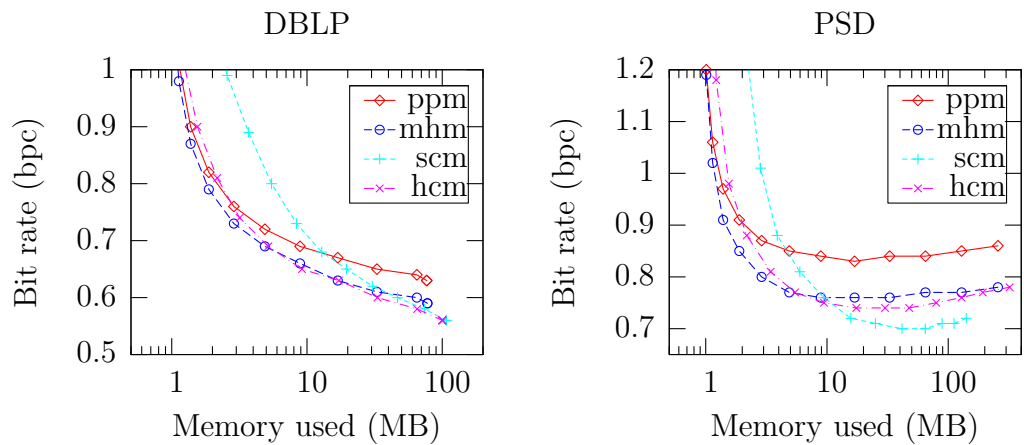 DBLP
1
0.9
0.8
0.7
0.6
0.5
1
10
100
Memory used (MB)
Bit rate (bpc)
ppm
mhm
scm
hcm
PSD
1.2
1.1
1
0.9
0.8
0.7
1
10
100
Memory used (MB)
Bit rate (bpc)
ppm
mhm
scm
hcm